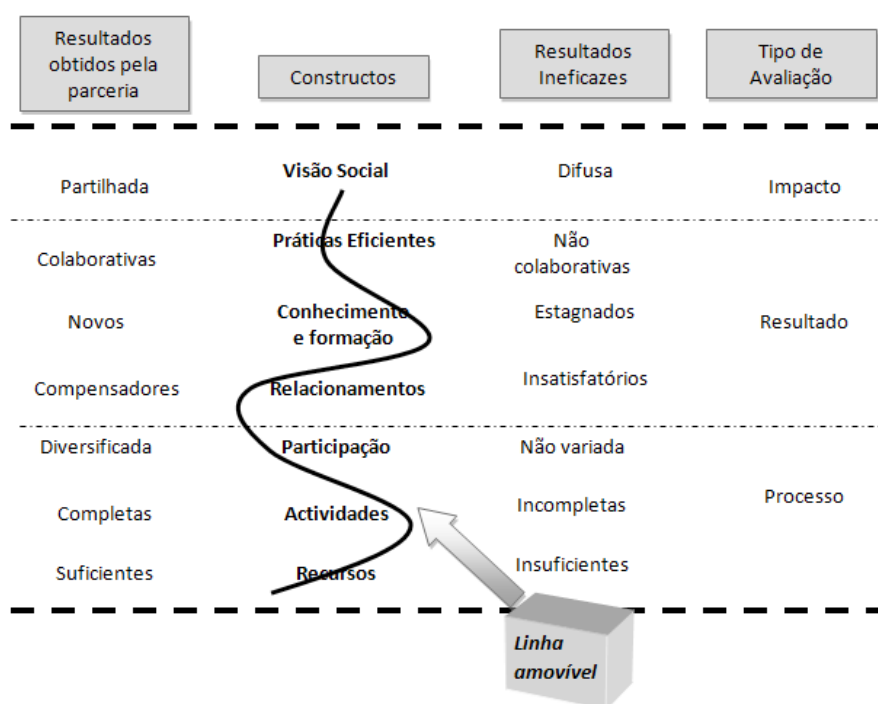 Resultados
obtidos pela
parceria
Constructos
Resultados
Ineficazes
Tipo de
Avaliação
Partilhada
Visão Social
Difusa
Impacto
Colaborativas
Práticas Eficientes
Não
colaborativas
Novos
Conhecimento
e formação
Estagnados
Resultado
Compensadores
Relacionamentos
Insatisfatórios
Diversificada
Participação
Não variada
Completas
Actividades
Incompletas
Processo
Suficientes
Recursos
Insuficientes
Linha
amovível